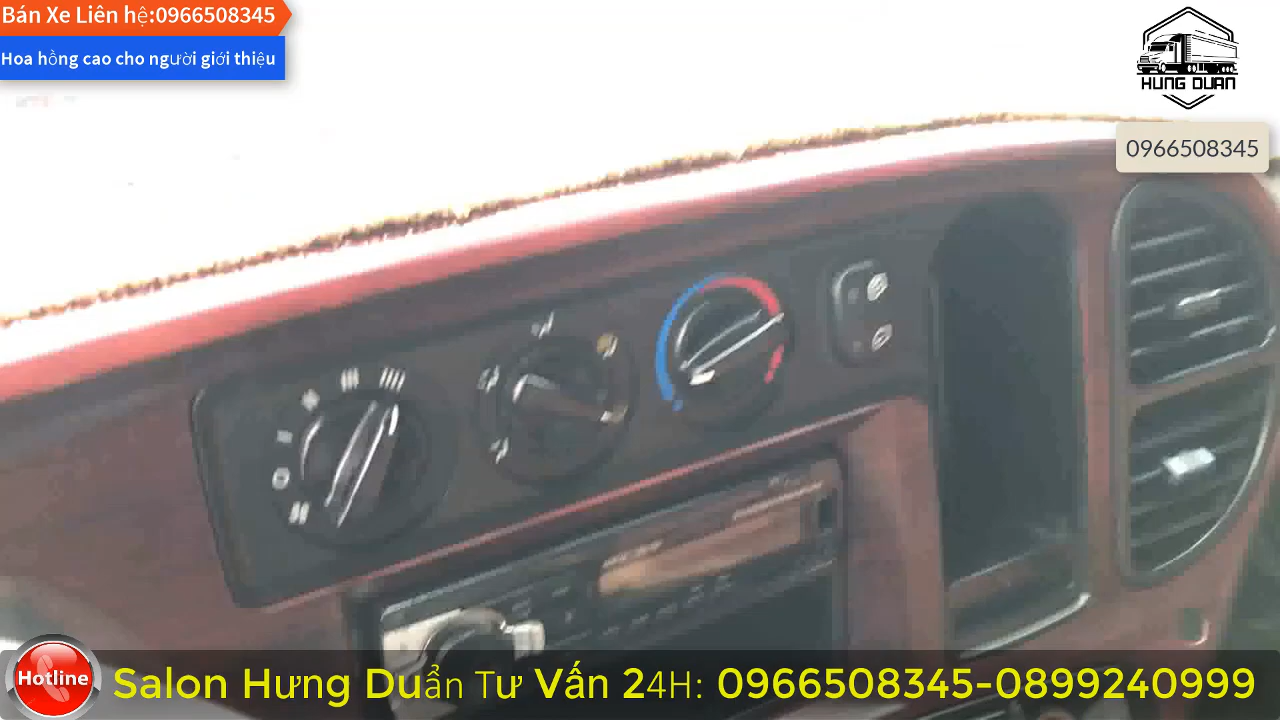 Bán Xe Liên hệ:0966508345
Hoa hồng cao cho người giới thiệu
HUNG DUAN
0966508345
Hotline
Salon Hưng Duẩn Tư Vấn 24H: 0966508345-0899240999